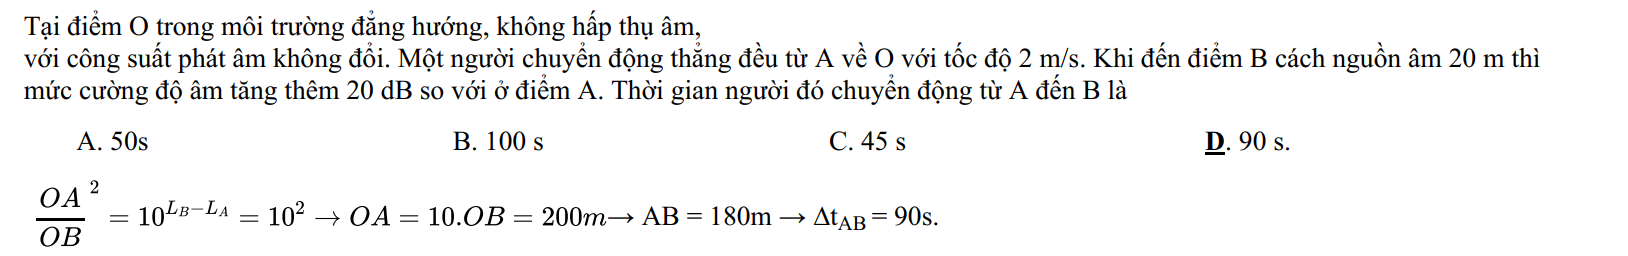 Tại điểm O trong môi trường đẳng hướng, không hấp thụ âm,
với công suất phát âm không đổi. Một người chuyển động thẳng đều từ A về O với tốc độ 2 m/s. Khi đến điểm B cách nguồn âm 20 m thì
mức cường độ âm tăng thêm 20 dB so với ở điểm A. Thời gian người đó chuyển động từ A đến B là
A. 50s B. 100 s C. 45 s D. 90 s.
$\frac{OA}{OB}^{2} = 10^{L_B - L_A} = 10^2 \rightarrow OA = 10.OB = 200m \rightarrow$ AB = 180m → Δt_AB = 90s.